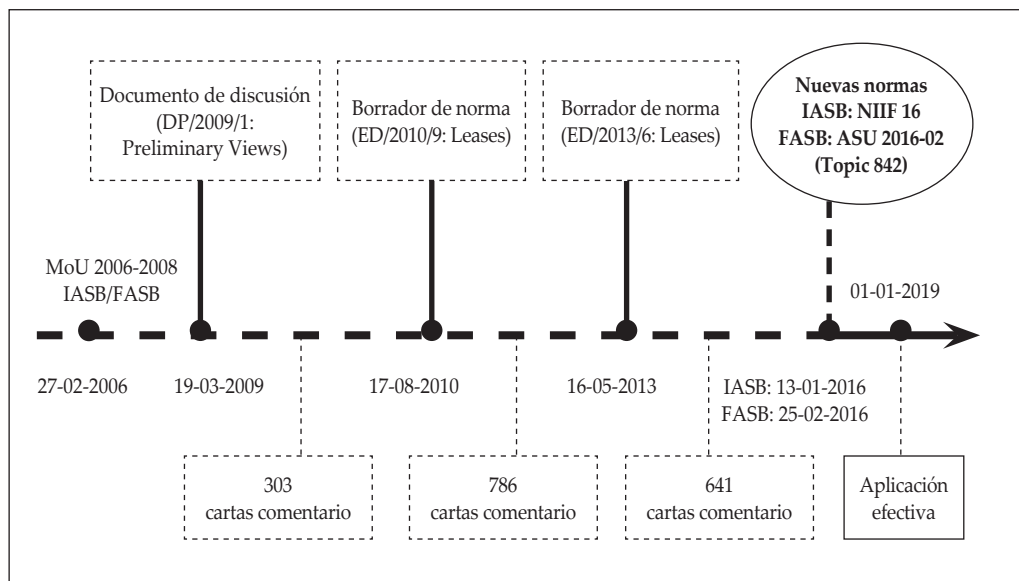 Documento de discusión
(DP/2009/1:
Preliminary Views)
Borrador de norma
(ED/2010/9: Leases)
Borrador de norma
(ED/2013/6: Leases)
Nuevas normas
IASB: NIIF 16
FASB: ASU 2016-02
(Topic 842)
MoU 2006-2008
IASB/FASB
01-01-2019
27-02-2006
19-03-2009
17-08-2010
16-05-2013
IASB: 13-01-2016
FASB: 25-02-2016
303
cartas comentario
786
cartas comentario
641
cartas comentario
Aplicación
efectiva